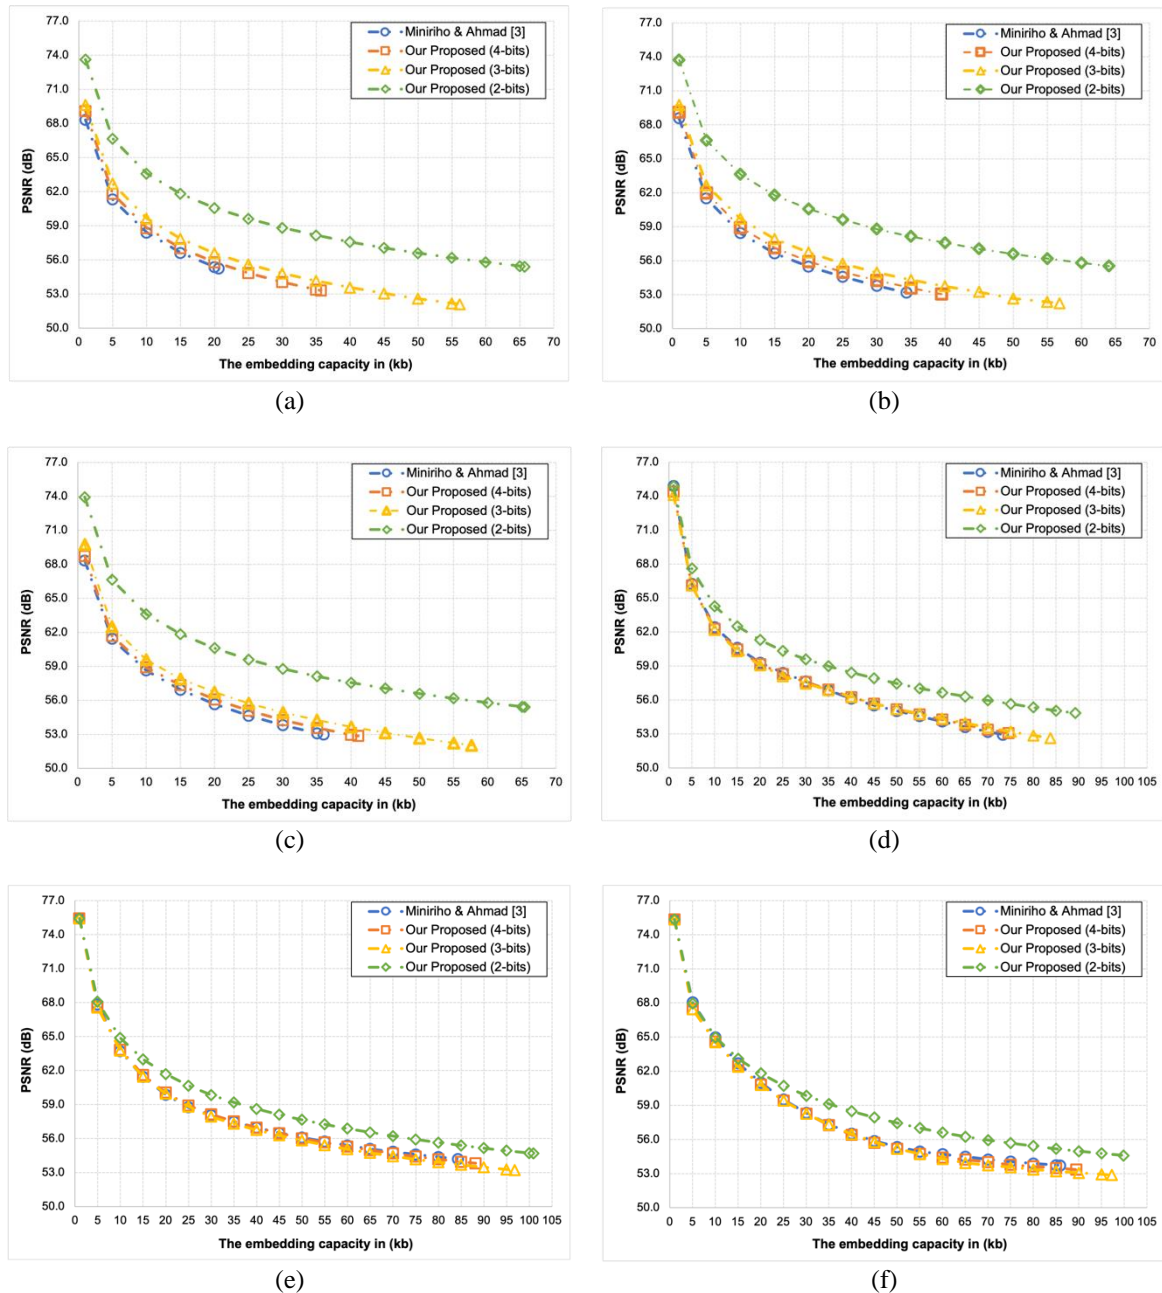 77.0
74.0
71.0
68.0
65.0
62.0
59.0
56.0
53.0
50.0
PSNR (dB)
0 5 10 15 20 25 30 35 40 45 50 55 60 65 70
The embedding capacity in (kb)
Miniriho & Ahmad [3]
Our Proposed (4-bits)
Our Proposed (3-bits)
Our Proposed (2-bits)
(a)
77.0
74.0
71.0
68.0
65.0
62.0
59.0
56.0
53.0
50.0
PSNR (dB)
0 5 10 15 20 25 30 35 40 45 50 55 60 65 70
The embedding capacity in (kb)
Miniriho & Ahmad [3]
Our Proposed (4-bits)
Our Proposed (3-bits)
Our Proposed (2-bits)
(b)
77.0
74.0
71.0
68.0
65.0
62.0
59.0
56.0
53.0
50.0
PSNR (dB)
0 5 10 15 20 25 30 35 40 45 50 55 60 65 70
The embedding capacity in (kb)
Miniriho & Ahmad [3]
Our Proposed (4-bits)
Our Proposed (3-bits)
Our Proposed (2-bits)
(c)
77.0
74.0
71.0
68.0
65.0
62.0
59.0
56.0
53.0
50.0
PSNR (dB)
0 5 10 15 20 25 30 35 40 45 50 55 60 65 70 75 80 85 90 95 100 105
The embedding capacity in (kb)
Miniriho & Ahmad [3]
Our Proposed (4-bits)
Our Proposed (3-bits)
Our Proposed (2-bits)
(d)
77.0
74.0
71.0
68.0
65.0
62.0
59.0
56.0
53.0
50.0
PSNR (dB)
0 5 10 15 20 25 30 35 40 45 50 55 60 65 70 75 80 85 90 95 100 105
The embedding capacity in (kb)
Miniriho & Ahmad [3]
Our Proposed (4-bits)
Our Proposed (3-bits)
Our Proposed (2-bits)
(e)
77.0
74.0
71.0
68.0
65.0
62.0
59.0
56.0
53.0
50.0
PSNR (dB)
0 5 10 15 20 25 30 35 40 45 50 55 60 65 70 75 80 85 90 95 100 105
The embedding capacity in (kb)
Miniriho & Ahmad [3]
Our Proposed (4-bits)
Our Proposed (3-bits)
Our Proposed (2-bits)
(f)